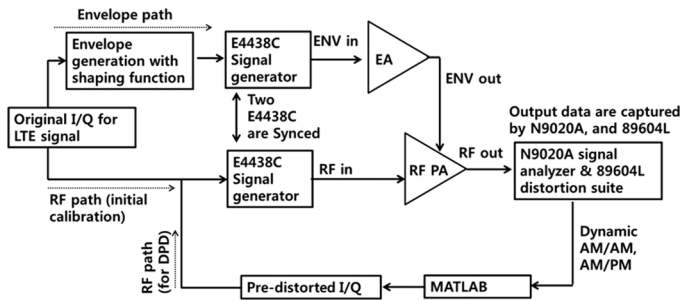 Envelope path
Envelope
generation with
shaping function
E4438C
Signal
generator
ENV in
EA
ENV out
Original I/Q for
LTE signal
Two
E4438C
are Synced
Output data are captured
by N9020A, and 89604L
E4438C
Signal
generator
RF in
RF PA
RF out
N9020A signal
analyzer & 89604L
distortion suite
RF path (initial
calibration)
RF path
(for DPD)
Dynamic
AM/AM,
AM/PM
Pre-distorted I/Q
MATLAB